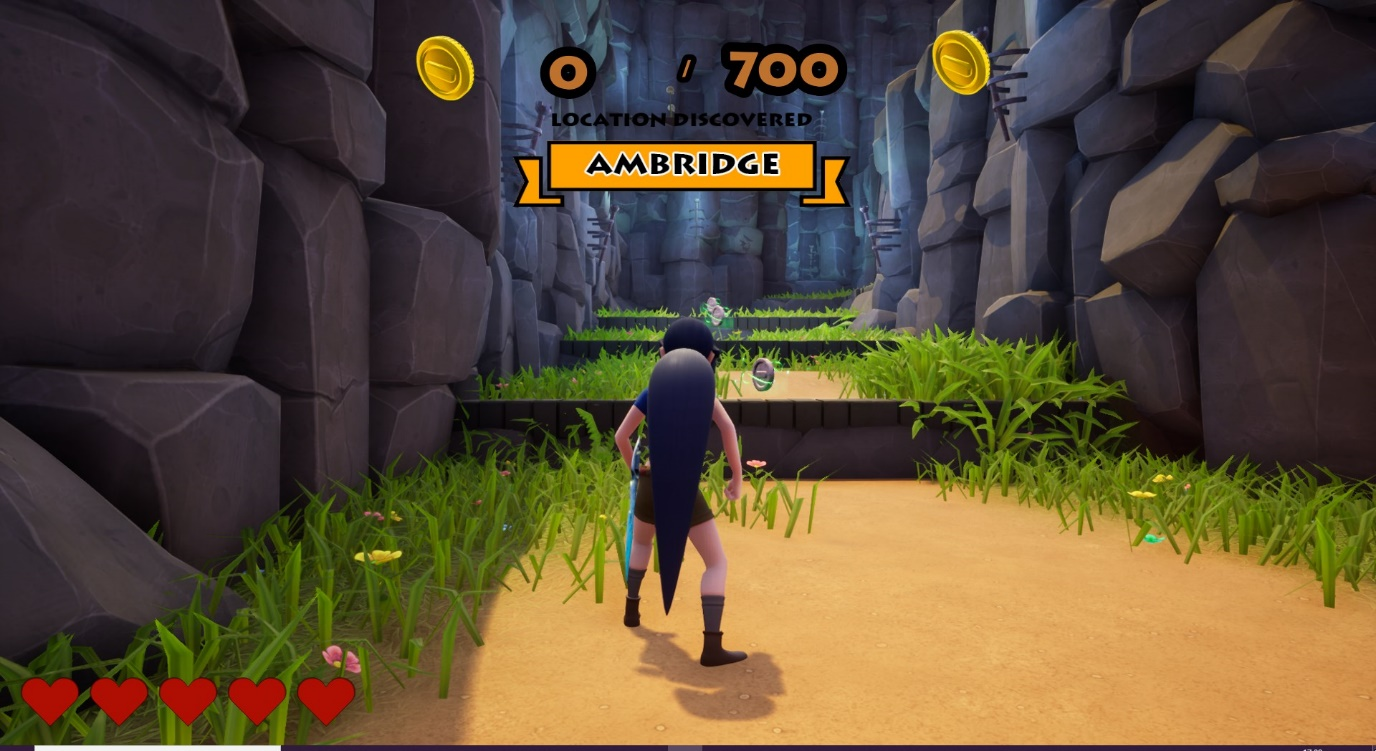 0 / 700
LOCATION DISCOVERED
AMBRIDGE